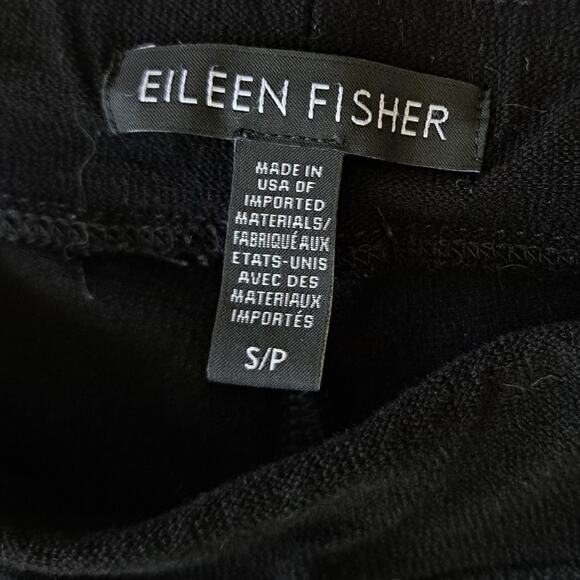 EILEEN FISHER
MADE IN
USA OF
IMPORTED
MATERIALS/
FABRIQUÉ AUX
ETATS-UNIS
AVEC DES
MATERIAUX
IMPORTÉS
S/P